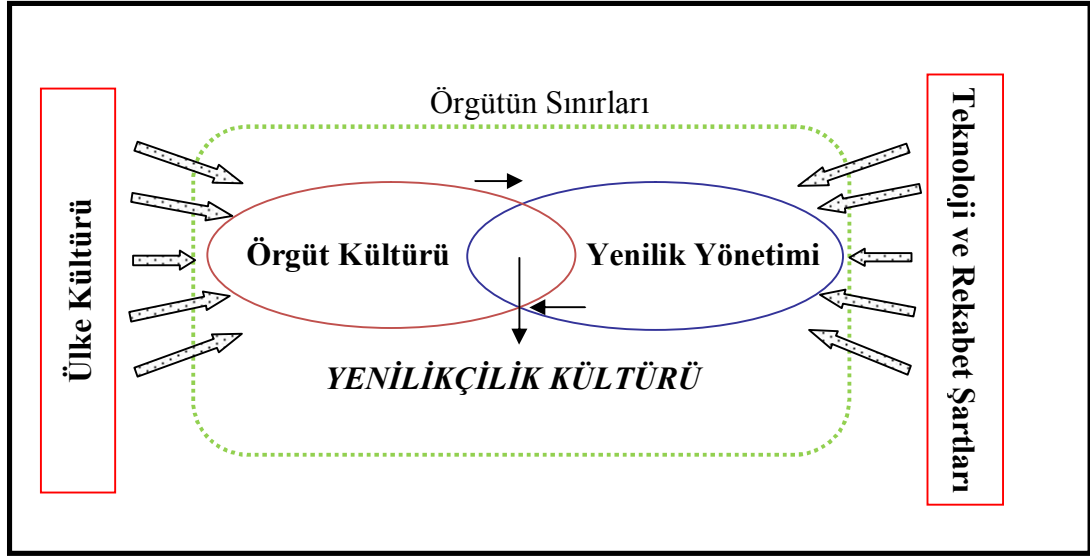 Örgütün Sınırları
Ülke Kültürü
Örgüt Kültürü
Yenilik Yönetimi
Teknoloji ve Rekabet Şartları
YENİLİKÇİLİK KÜLTÜRÜ